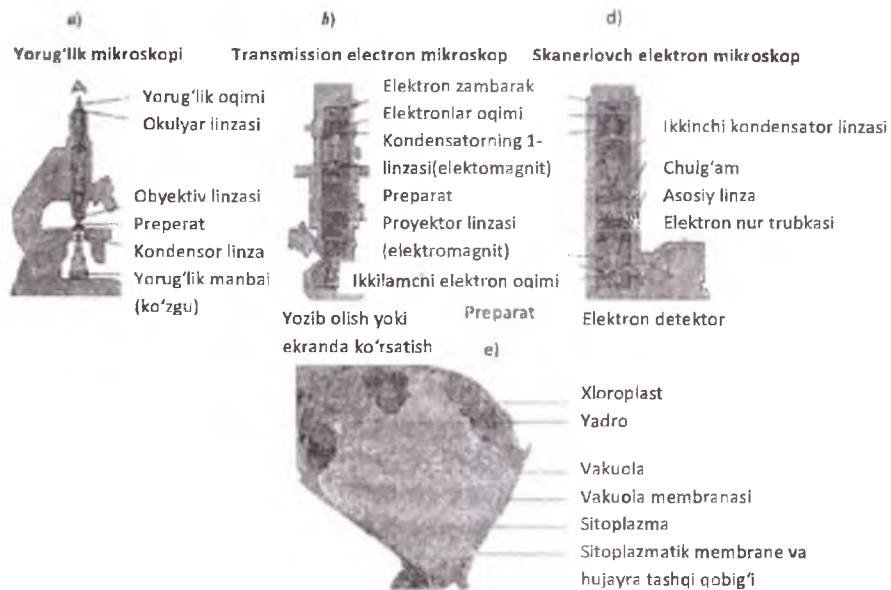 a)
Yorug‘lik mikroskopi
Yorug‘lik oqimi
Okulyar linzasi
Obyektiv linzasi
Preperat
Kondensor linza
Yorug‘lik manbai
(ko‘zgu)
b)
Transmission electron mikroskop
Elektron zambarak
Elektronlar oqimi
Kondensatorning 1-
linzasi(elektomagnit)
Preparat
Proyektor linzasi
(elektromagnit)
Ikkilamcni elektron oqimi
Yozib olish yoki
ekranda ko‘rsatish
Preparat
d)
Skanerlovch elektron mikroskop
Ikkinchi kondensator linzasi
Chulg‘am
Asosiy linza
Elektron nur trubkasi
Elektron detektor
e)
Xloroplast
Yadro
Vakuola
Vakuola membranasi
Sitoplazma
Sitoplazmatik membrane va
hujayra tashqi qobig‘i